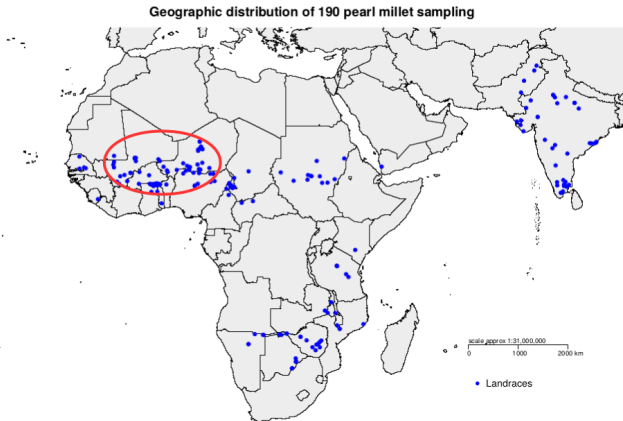 Geographic distribution of 190 pearl millet sampling
scale approx 1:31,000,000
0 1000 2000 km
Landraces